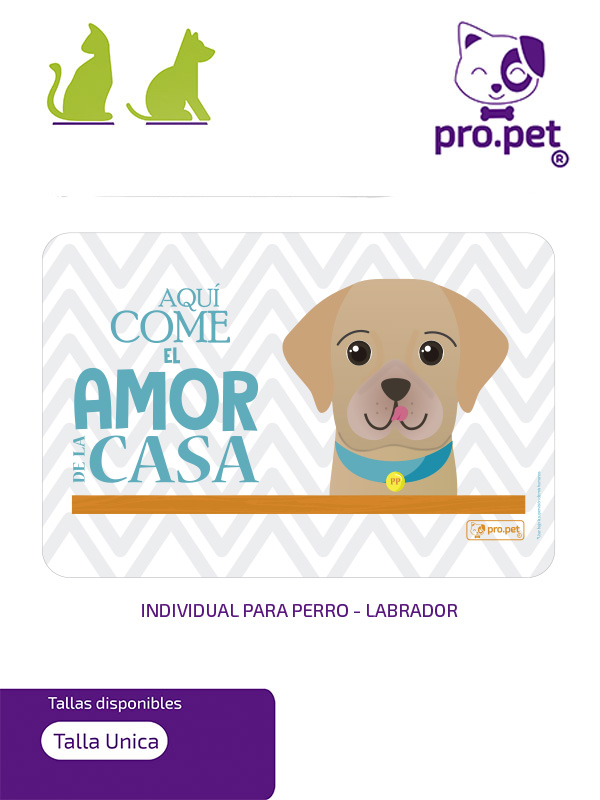 pro.pet
®
AQUÍ
COME
EL
AMOR
DE LA CASA
PP
pro.pet
®
INDIVIDUAL PARA PERRO - LABRADOR
Tallas disponibles
Talla Unica